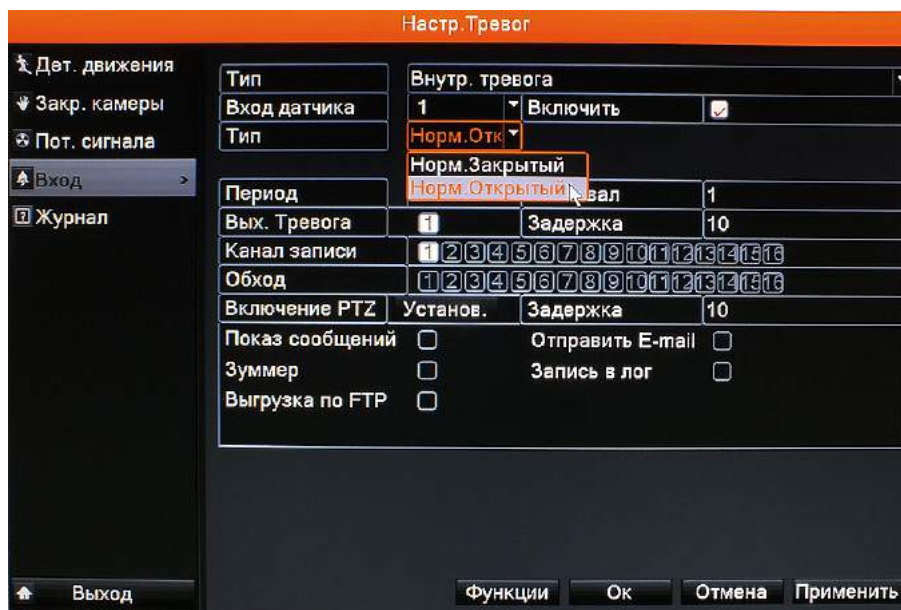 Настр.Тревог
Дет. движения
Закр. камеры
Пот. сигнала
Вход >
Журнал
Тип Внутр. тревога
Вход датчика 1 Включить
Тип Норм.Отк
Норм.Закрытый
Норм.Открытый
Период вал 1
Вых. Тревога 1 Задержка 10
Канал записи 1 2 3 4 5 6 7 8 9 10 11 12 13 14 15 16
Обход 1 2 3 4 5 6 7 8 9 10 11 12 13 14 15 16
Включение PTZ Установ. Задержка 10
Показ сообщений Отправить E-mail
Зуммер Запись в лог
Выгрузка по FTP
Выход Функции Ок Отмена Применить